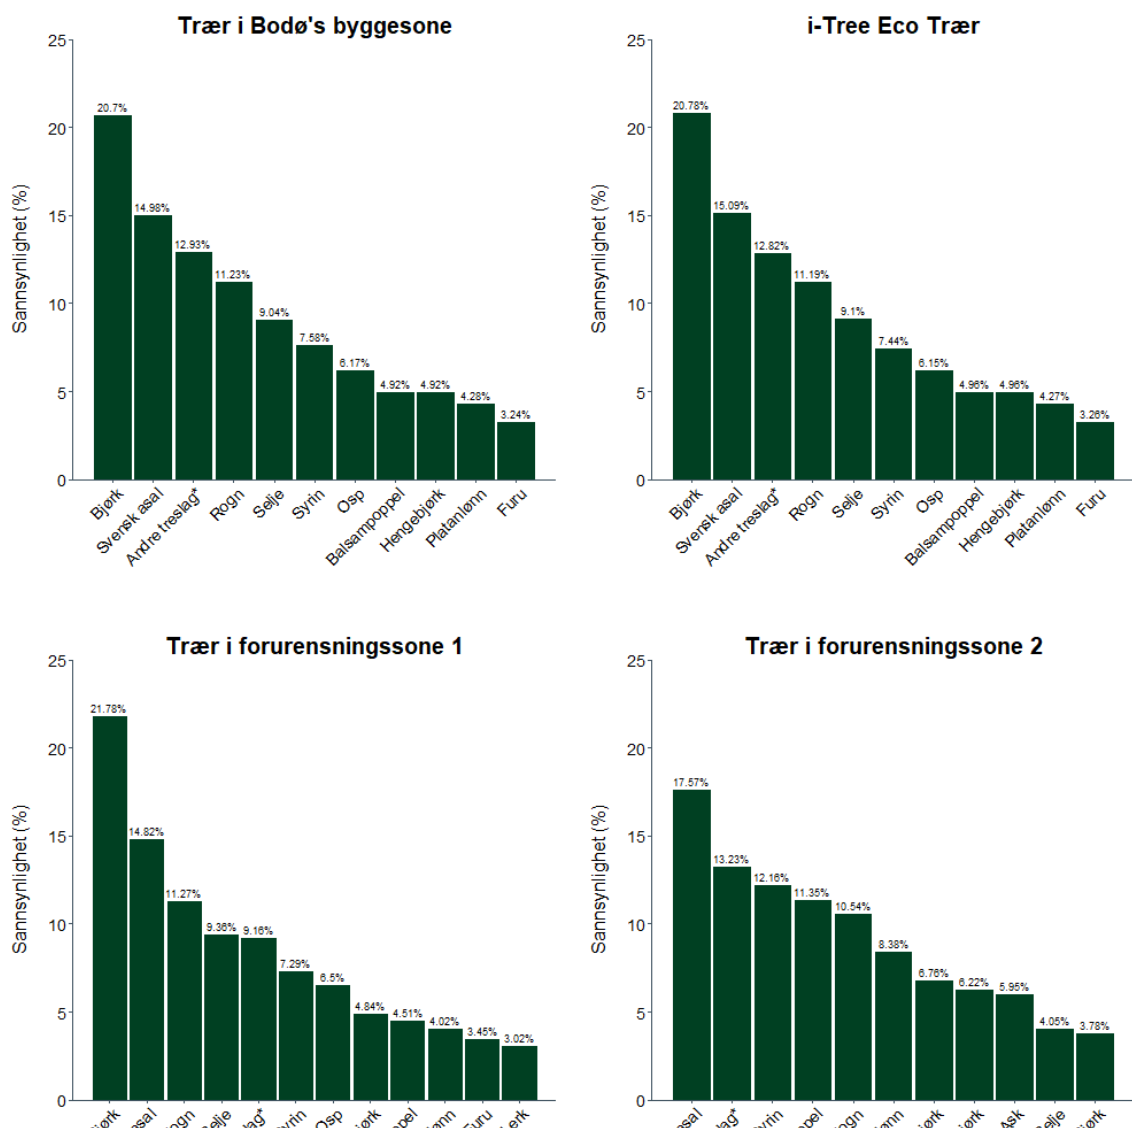 Trær i Bodø's byggesone
25
20
15
10
5
0
Sannsynlighet (%)
20.7%
14.98%
12.93%
11.23%
9.04%
7.58%
6.17%
4.92%
4.92%
4.28%
3.24%
Bjørk
Svensk asal
Andre treslag*
Rogn
Selje
Syrin
Osp
Balsampoppel
Hengebjørk
Platanlønn
Furu
i-Tree Eco Trær
25
20
15
10
5
0
Sannsynlighet (%)
20.78%
15.09%
12.82%
11.19%
9.1%
7.44%
6.15%
4.96%
4.96%
4.27%
3.26%
Bjørk
Svensk asal
Andre treslag*
Rogn
Selje
Syrin
Osp
Balsampoppel
Hengebjørk
Platanlønn
Furu
Trær i forurensningssone 1
25
20
15
10
5
0
Sannsynlighet (%)
21.78%
14.82%
11.27%
9.36%
9.16%
7.29%
6.5%
4.84%
4.51%
4.02%
3.45%
3.02%
Osp
Furu
Trær i forurensningssone 2
25
20
15
10
5
0
Sannsynlighet (%)
17.57%
13.23%
12.16%
11.35%
10.54%
8.38%
6.76%
6.22%
5.95%
4.05%
3.78%
Ask